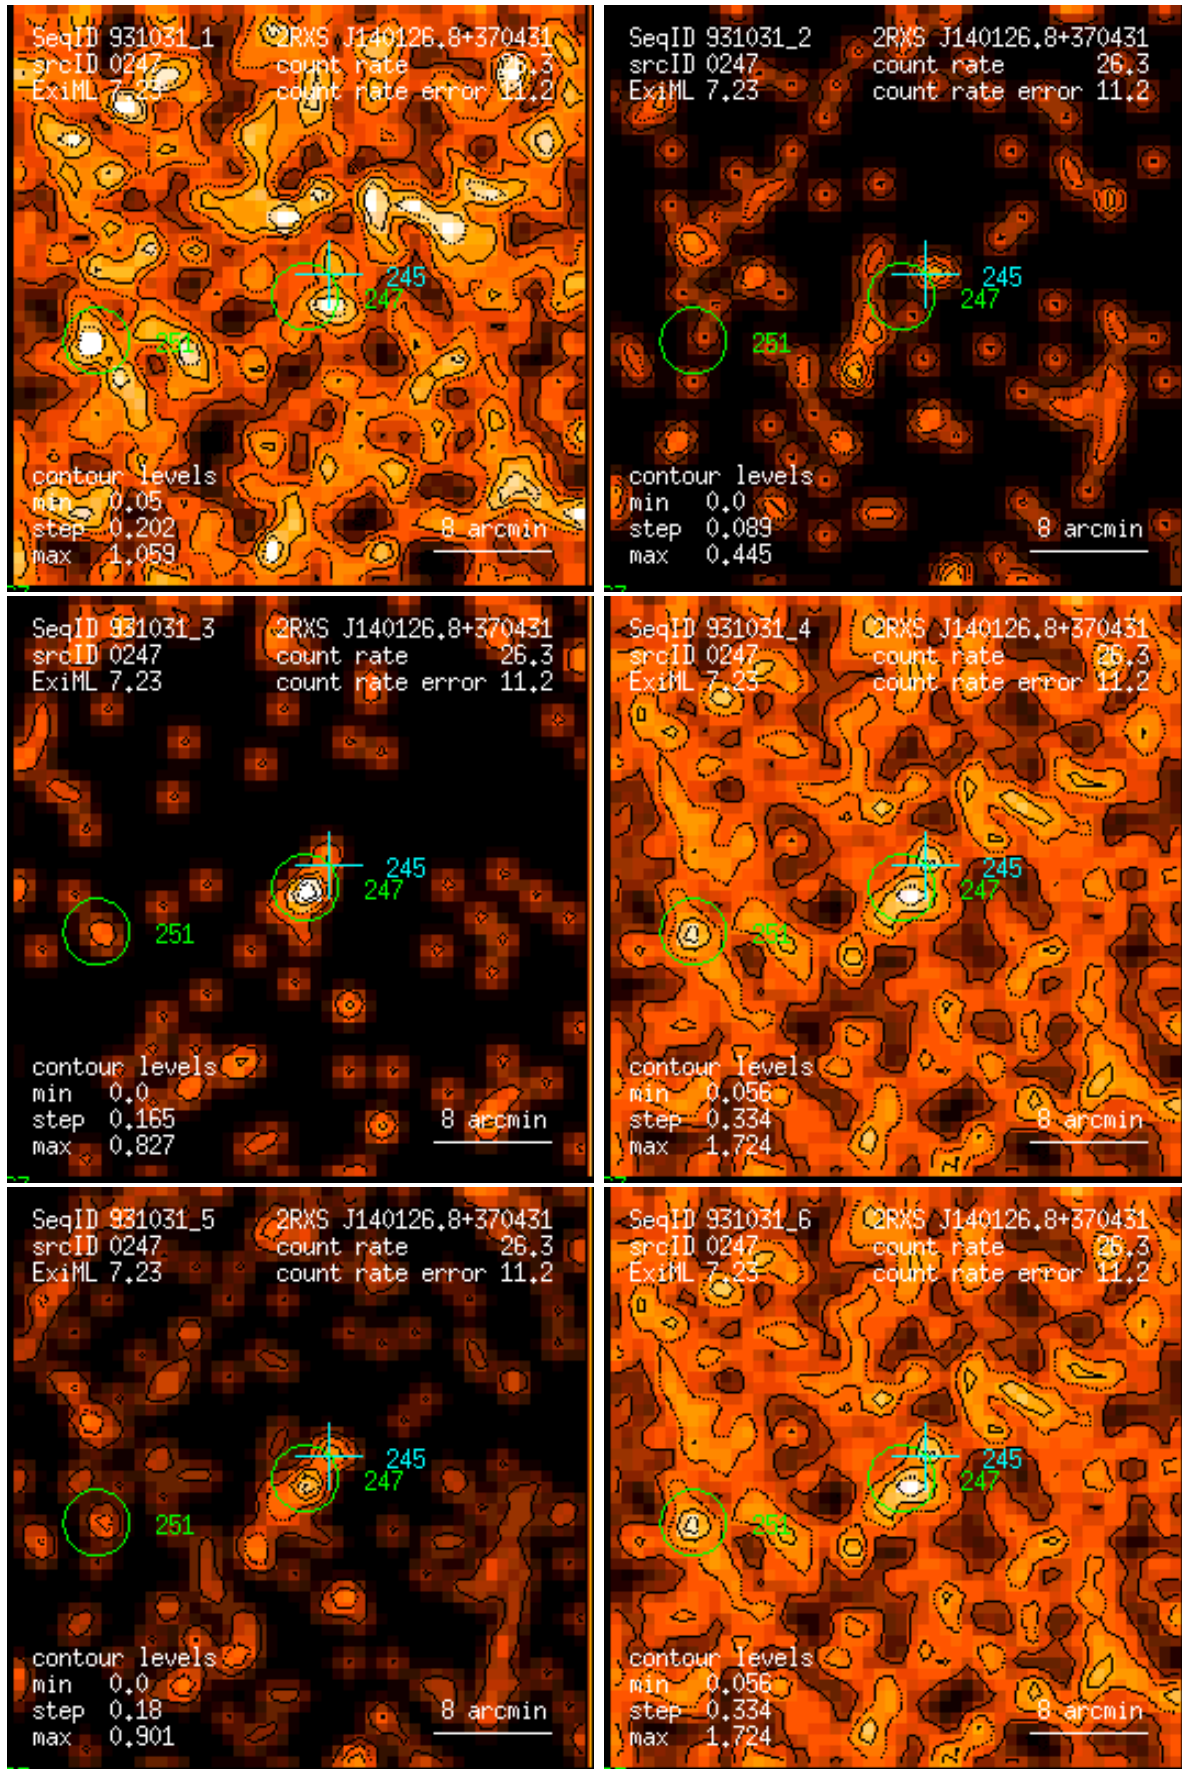 SeqID 931031_1 2RXS J140126.8+370431
srcID 0247 count rate 26.3
ExiML 7.23 count rate error 11.2
245
247
251
contour levels
min 0.05
step 0.202
max 1.059
8 arcmin
SeqID 931031_2 2RXS J140126.8+370431
srcID 0247 count rate 26.3
ExiML 7.23 count rate error 11.2
245
247
251
contour levels
min 0.0
step 0.089
max 0.445
8 arcmin
SeqID 931031_3 2RXS J140126.8+370431
srcID 0247 count rate 26.3
ExiML 7.23 count rate error 11.2
245
247
251
contour levels
min 0.0
step 0.165
max 0.827
8 arcmin
SeqID 931031_4 2RXS J140126.8+370431
srcID 0247 count rate 26.3
ExiML 7.23 count rate error 11.2
245
247
251
contour levels
min 0.056
step 0.334
max 1.724
8 arcmin
SeqID 931031_5 2RXS J140126.8+370431
srcID 0247 count rate 26.3
ExiML 7.23 count rate error 11.2
245
247
251
contour levels
min 0.0
step 0.18
max 0.901
8 arcmin
SeqID 931031_6 2RXS J140126.8+370431
srcID 0247 count rate 26.3
ExiML 7.23 count rate error 11.2
245
247
251
contour levels
min 0.056
step 0.334
max 1.724
8 arcmin